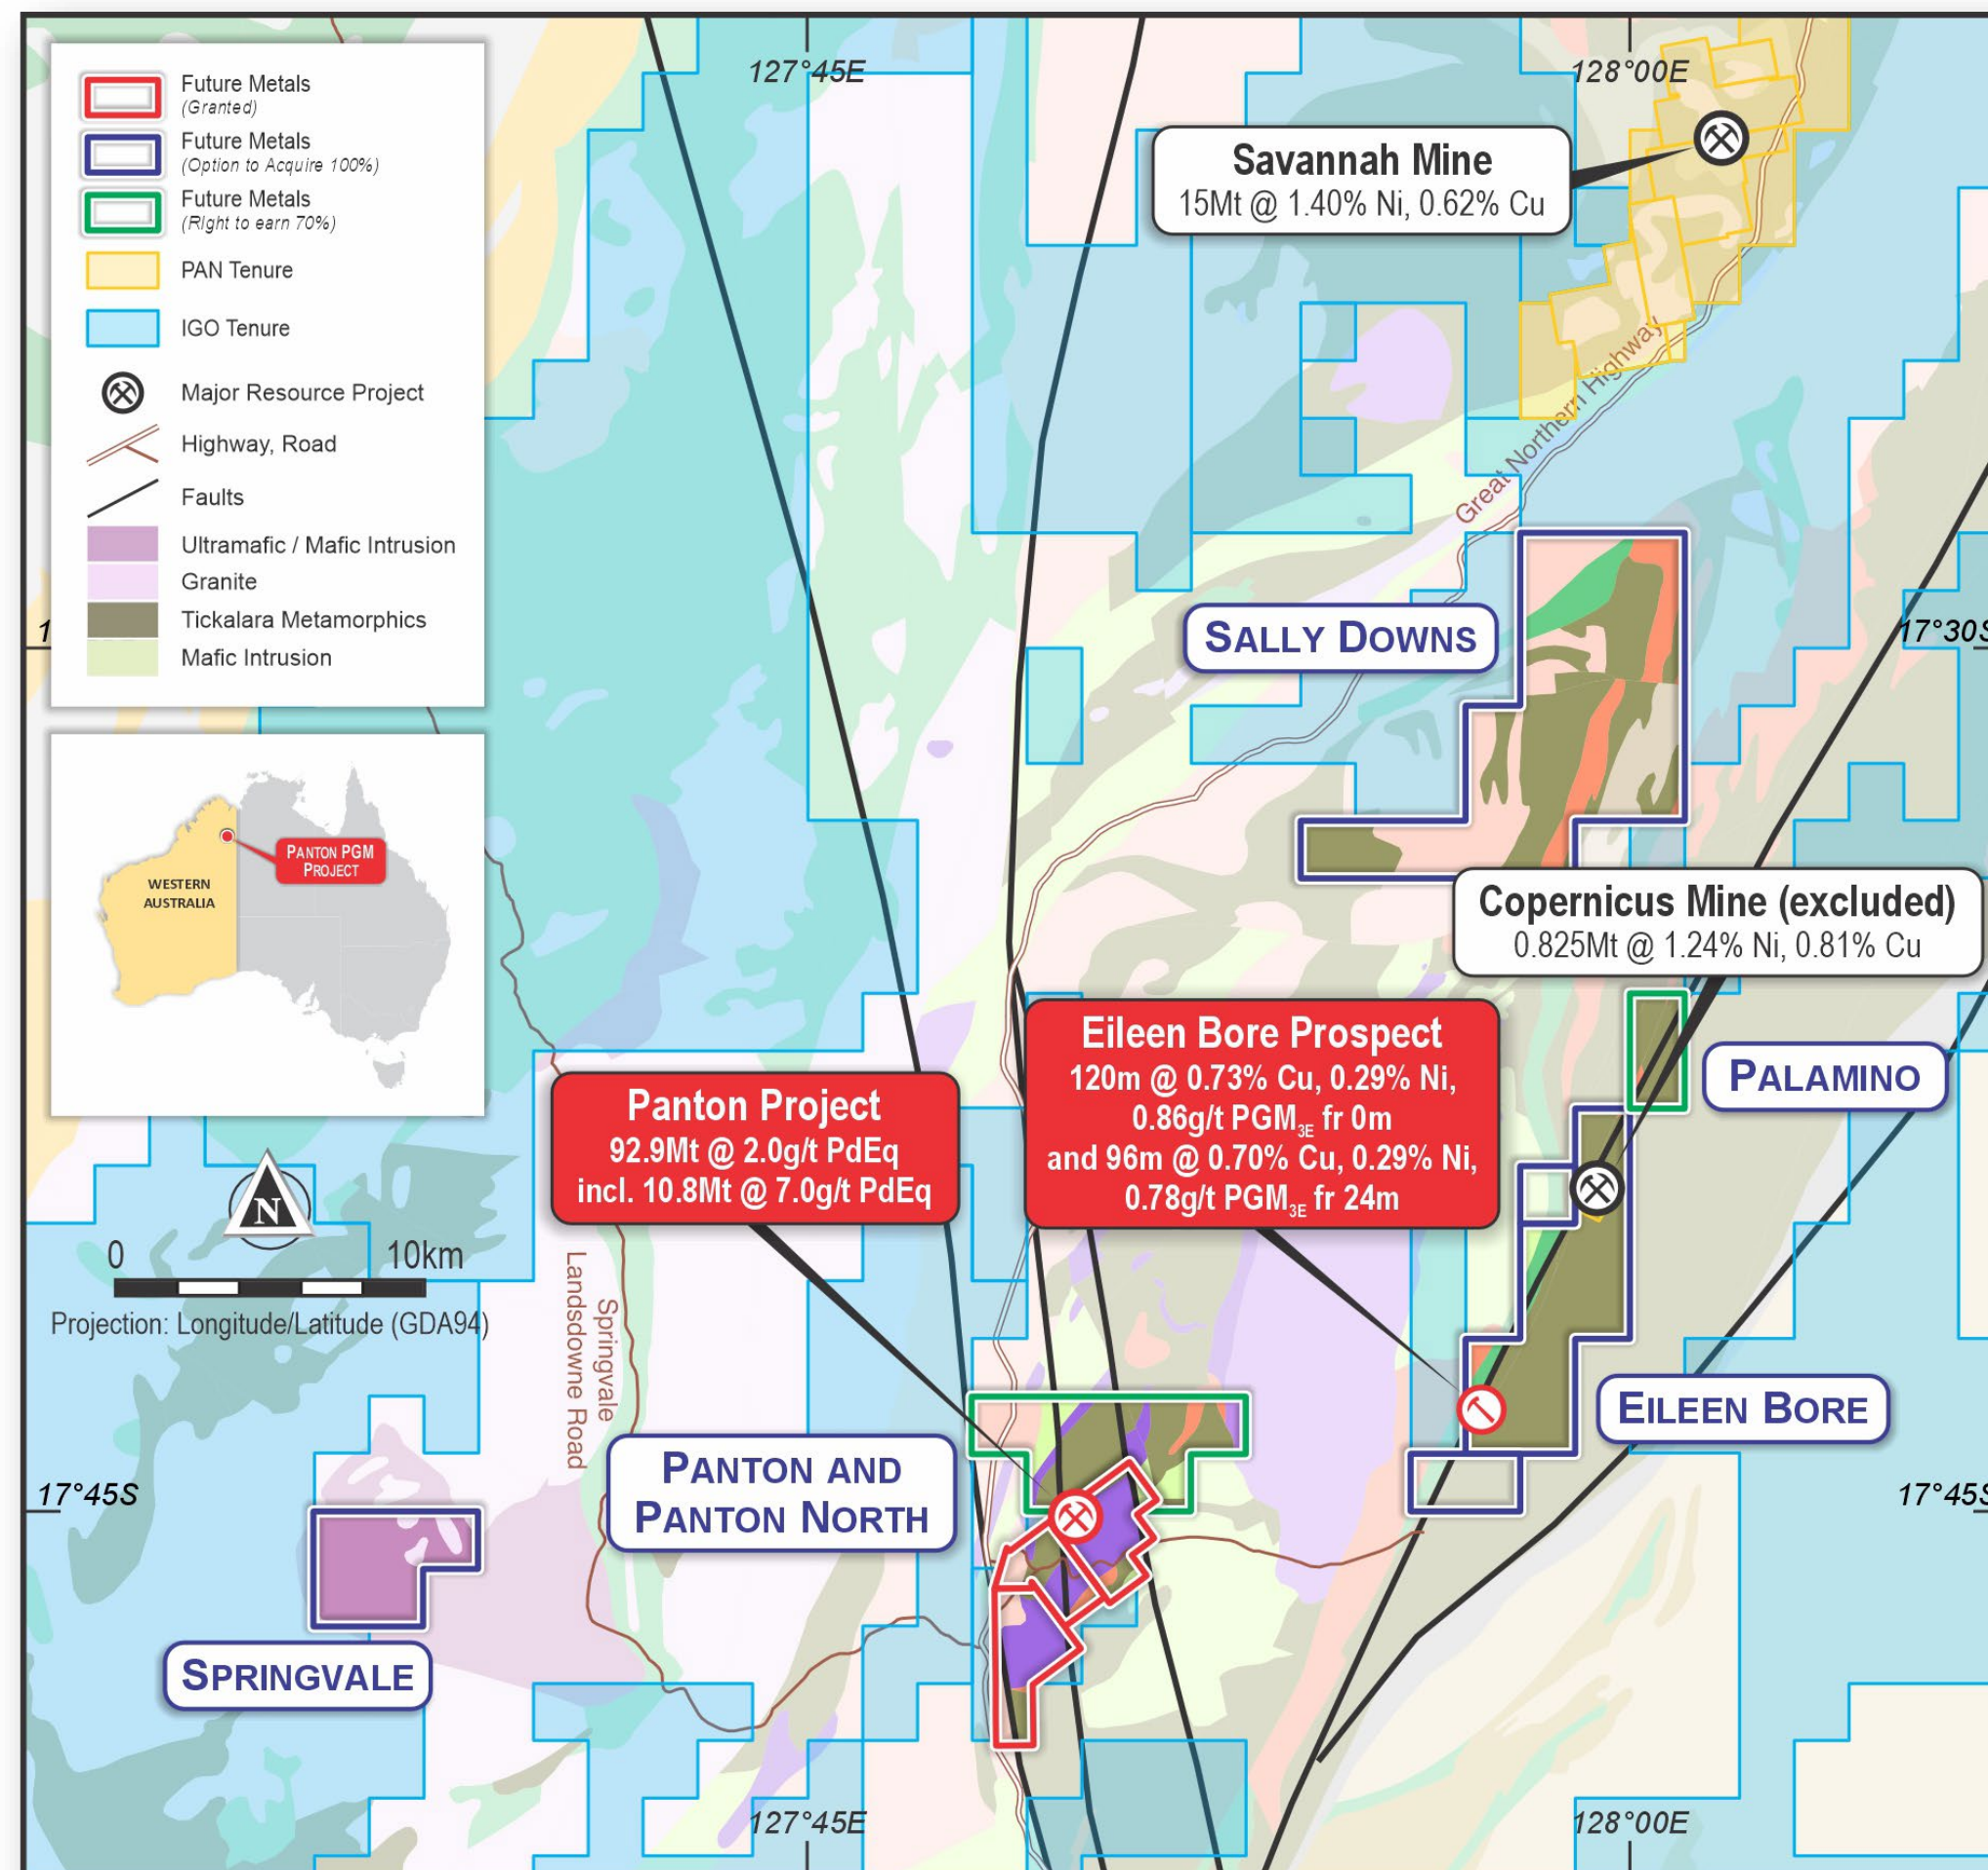 Future Metals
(Granted)
Future Metals
(Option to Acquire 100%)
Future Metals
(Right to earn 70%)
PAN Tenure
IGO Tenure
Major Resource Project
Highway, Road
Faults
Ultramafic / Mafic Intrusion
Granite
Tickalara Metamorphics
Mafic Intrusion
127°45E
128°00E
Savannah Mine
15Mt @ 1.40% Ni, 0.62% Cu
Great Northern Highway
1
17°30S
SALLY DOWNS
PANTON PGM
PROJECT
WESTERN
AUSTRALIA
Copernicus Mine (excluded)
0.825Mt @ 1.24% Ni, 0.81% Cu
Eileen Bore Prospect
120m @ 0.73% Cu, 0.29% Ni,
0.86g/t PGM3E fr 0m
and 96m @ 0.70% Cu, 0.29% Ni,
0.78g/t PGM3E fr 24m
PALAMINO
Panton Project
92.9Mt @ 2.0g/t PdEq
incl. 10.8Mt @ 7.0g/t PdEq
N
0 10km
Projection: Longitude/Latitude (GDA94)
Springvale
Landsdowne Road
EILEEN BORE
PANTON AND
PANTON NORTH
17°45S
17°45S
SPRINGVALE
127°45E
128°00E